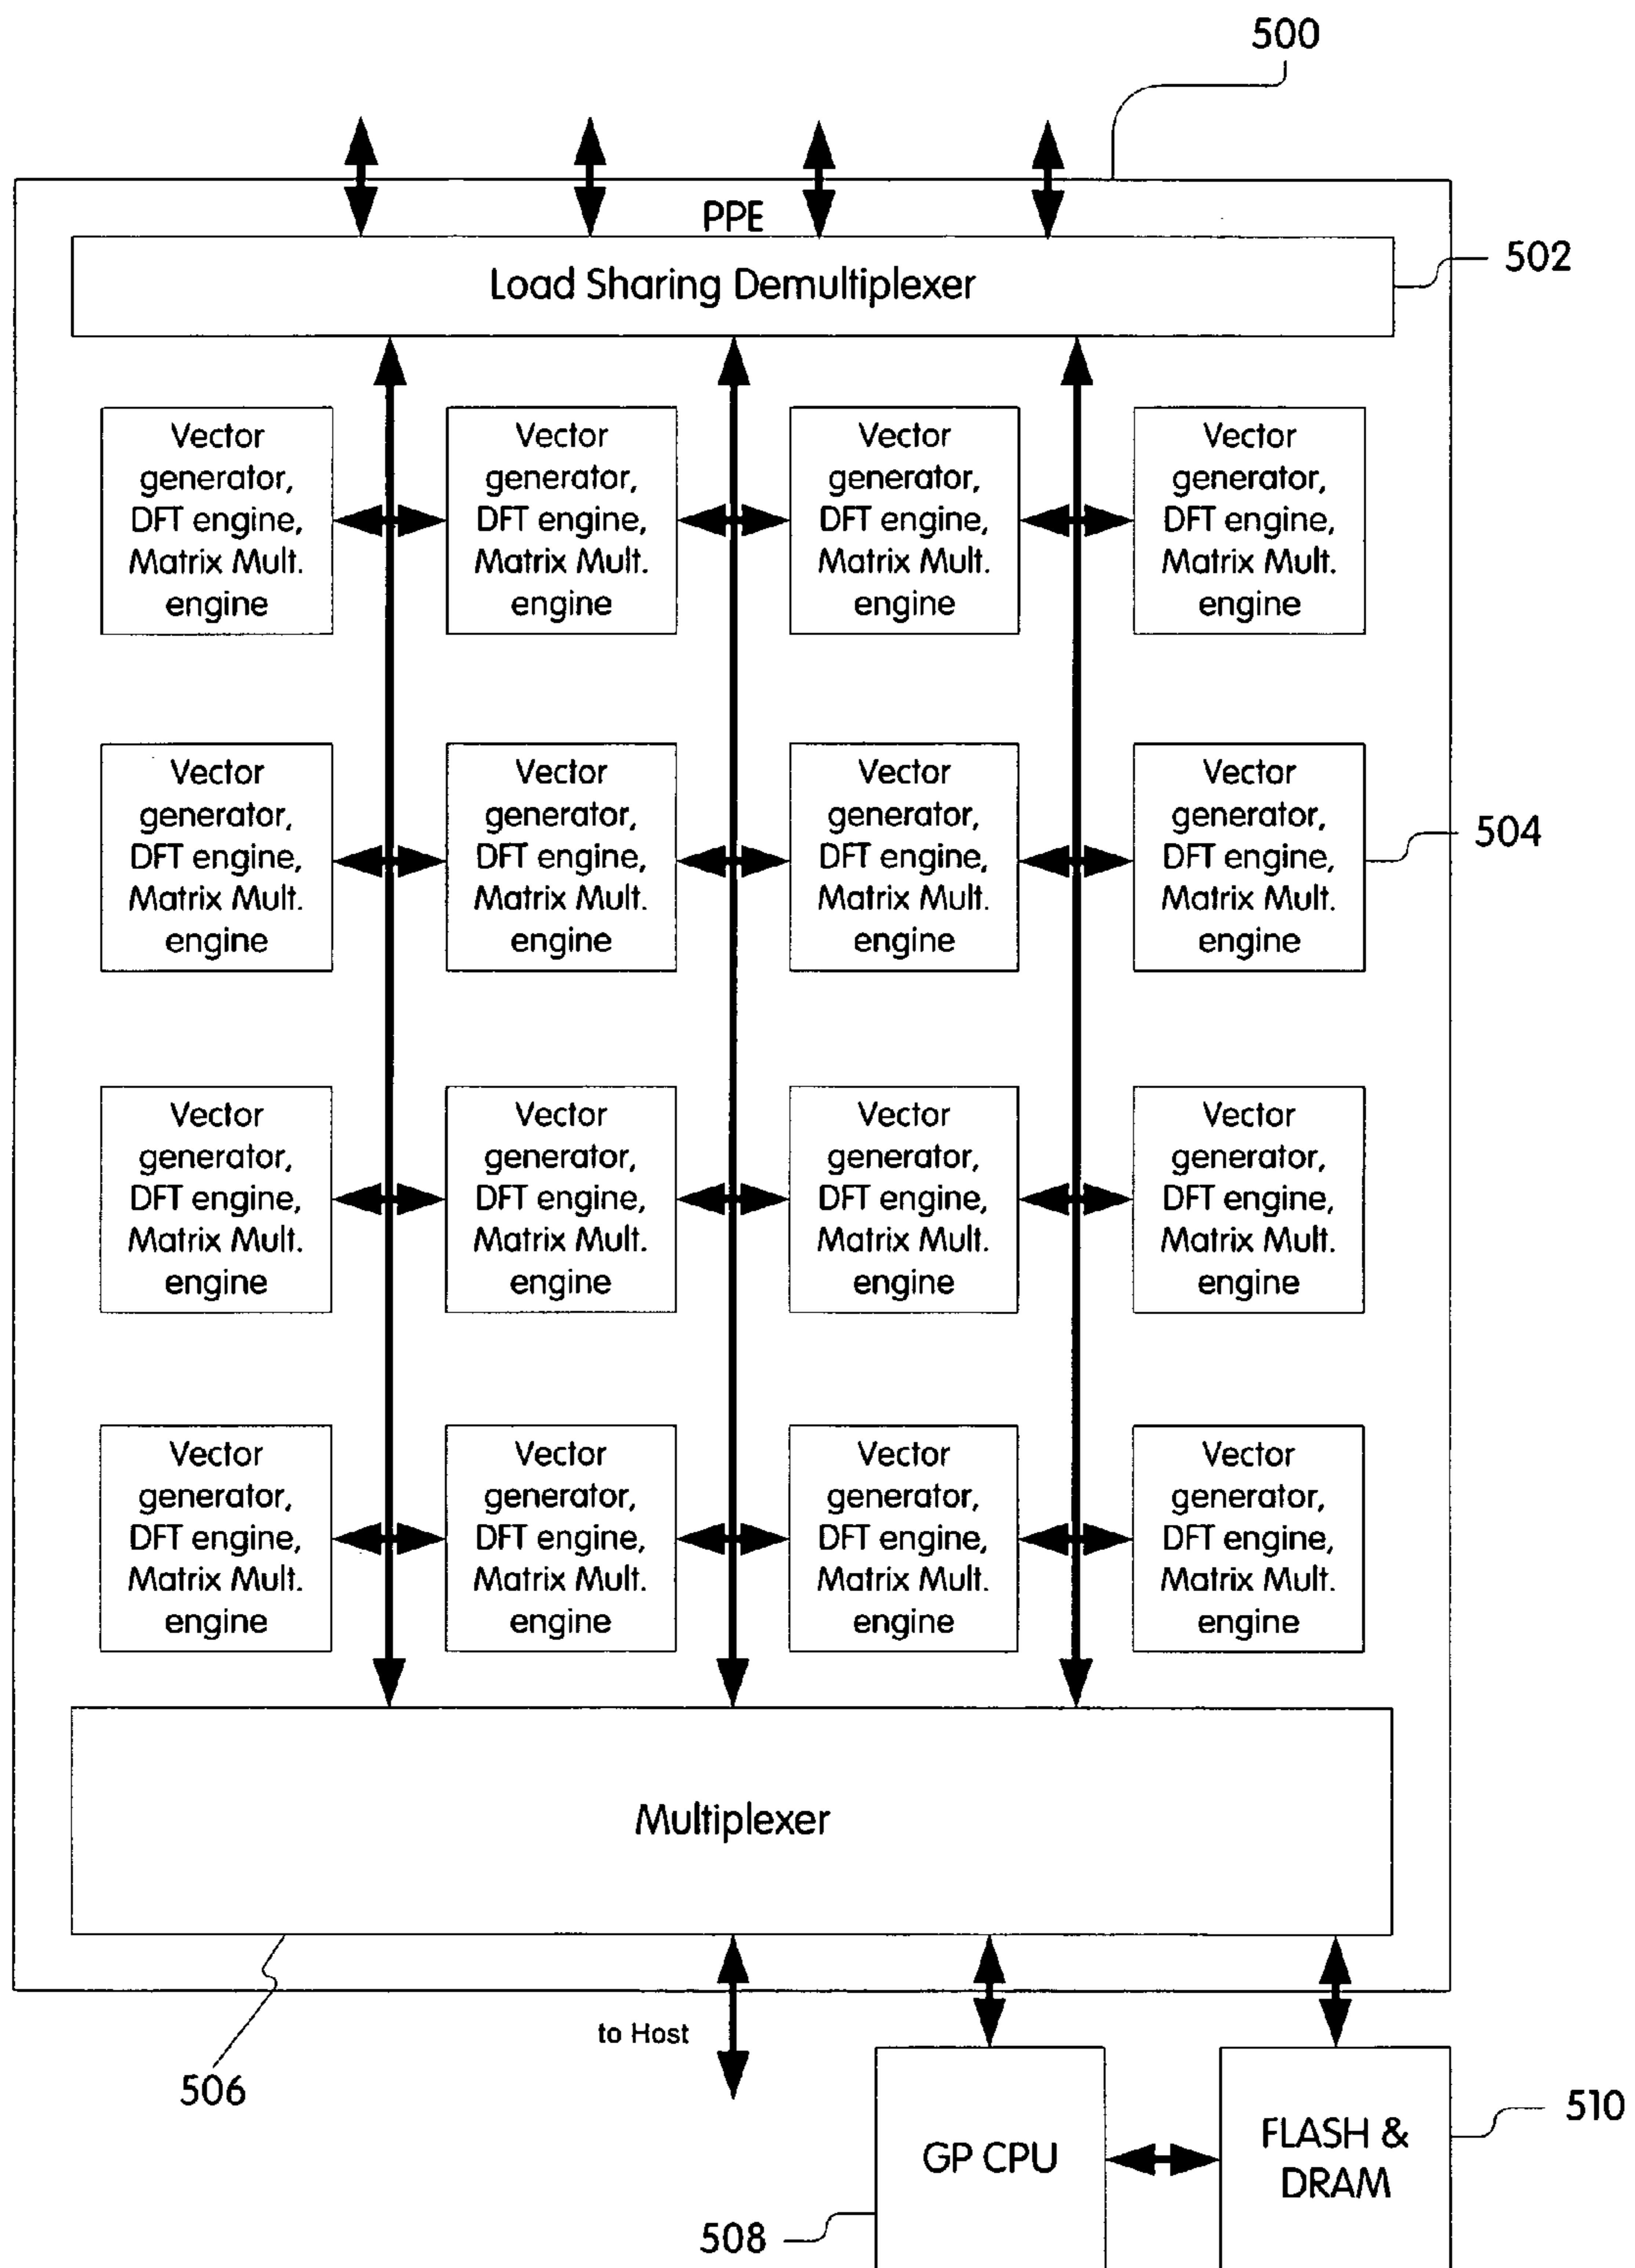 500
PPE
Load Sharing Demultiplexer
502
Vector
generator,
DFT engine,
Matrix Mult.
engine
Vector
generator,
DFT engine,
Matrix Mult.
engine
Vector
generator,
DFT engine,
Matrix Mult.
engine
Vector
generator,
DFT engine,
Matrix Mult.
engine
Vector
generator,
DFT engine,
Matrix Mult.
engine
Vector
generator,
DFT engine,
Matrix Mult.
engine
Vector
generator,
DFT engine,
Matrix Mult.
engine
Vector
generator,
DFT engine,
Matrix Mult.
engine
504
Vector
generator,
DFT engine,
Matrix Mult.
engine
Vector
generator,
DFT engine,
Matrix Mult.
engine
Vector
generator,
DFT engine,
Matrix Mult.
engine
Vector
generator,
DFT engine,
Matrix Mult.
engine
Vector
generator,
DFT engine,
Matrix Mult.
engine
Vector
generator,
DFT engine,
Matrix Mult.
engine
Vector
generator,
DFT engine,
Matrix Mult.
engine
Vector
generator,
DFT engine,
Matrix Mult.
engine
Multiplexer
to Host
506
GP CPU
508
FLASH &
DRAM
510